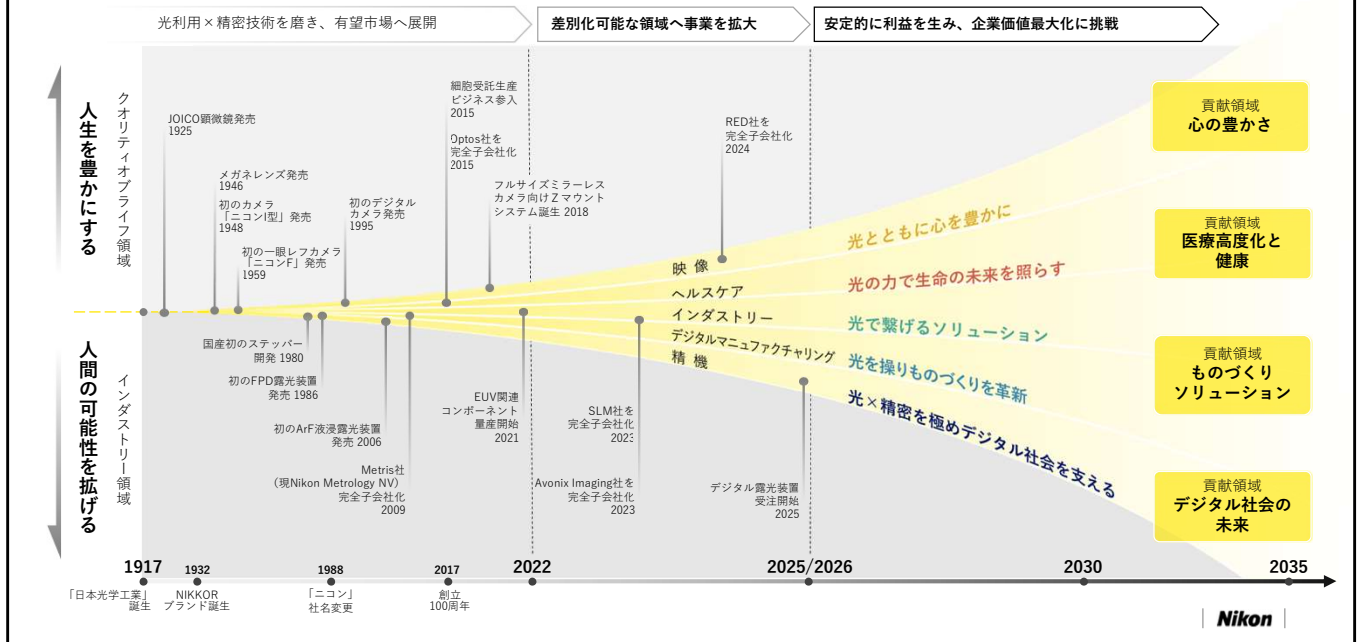 光利用×精密技術を磨き、有望市場へ展開
差別化可能な領域へ事業を拡大
安定的に利益を生み、企業価値最大化に挑戦
人生を豊かにする
クオリティオブライフ領域
人間の可能性を拡げる
インダストリー領域
JOICO顕微鏡発売
1925
メガネレンズ発売
1946
初のカメラ
「ニコンI型」発売
1948
初の一眼レフカメラ
「ニコンF」発売
1959
初のデジタル
カメラ発売
1995
細胞受託生産
ビジネス参入
2015
Optos社を
完全子会社化
2015
フルサイズミラーレス
カメラ向けZマウント
システム誕生 2018
RED社を
完全子会社化
2024
国産初のステッパー
開発 1980
初のFPD露光装置
発売 1986
初のArF液浸露光装置
発売 2006
Metris社
(現Nikon Metrology NV)
完全子会社化
2009
EUV関連
コンポーネント
量産開始
2021
SLM社を
完全子会社化
2023
Avonix Imaging社を
完全子会社化
2023
デジタル露光装置
受注開始
2025
映像
ヘルスケア
インダストリー
デジタルマニュファクチャリング
精機
光とともに心を豊かに
光の力で生命の未来を照らす
光で繋げるソリューション
光を操りものづくりを革新
光×精密を極めデジタル社会を支える
貢献領域
心の豊かさ
貢献領域
医療高度化と
健康
貢献領域
ものづくり
ソリューション
貢献領域
デジタル社会の
未来
1917
1932
1988
2017
2022
2025/2026
2030
2035
「日本光学工業」
誕生
NIKKOR
ブランド誕生
「ニコン」
社名変更
創立
100周年
Nikon